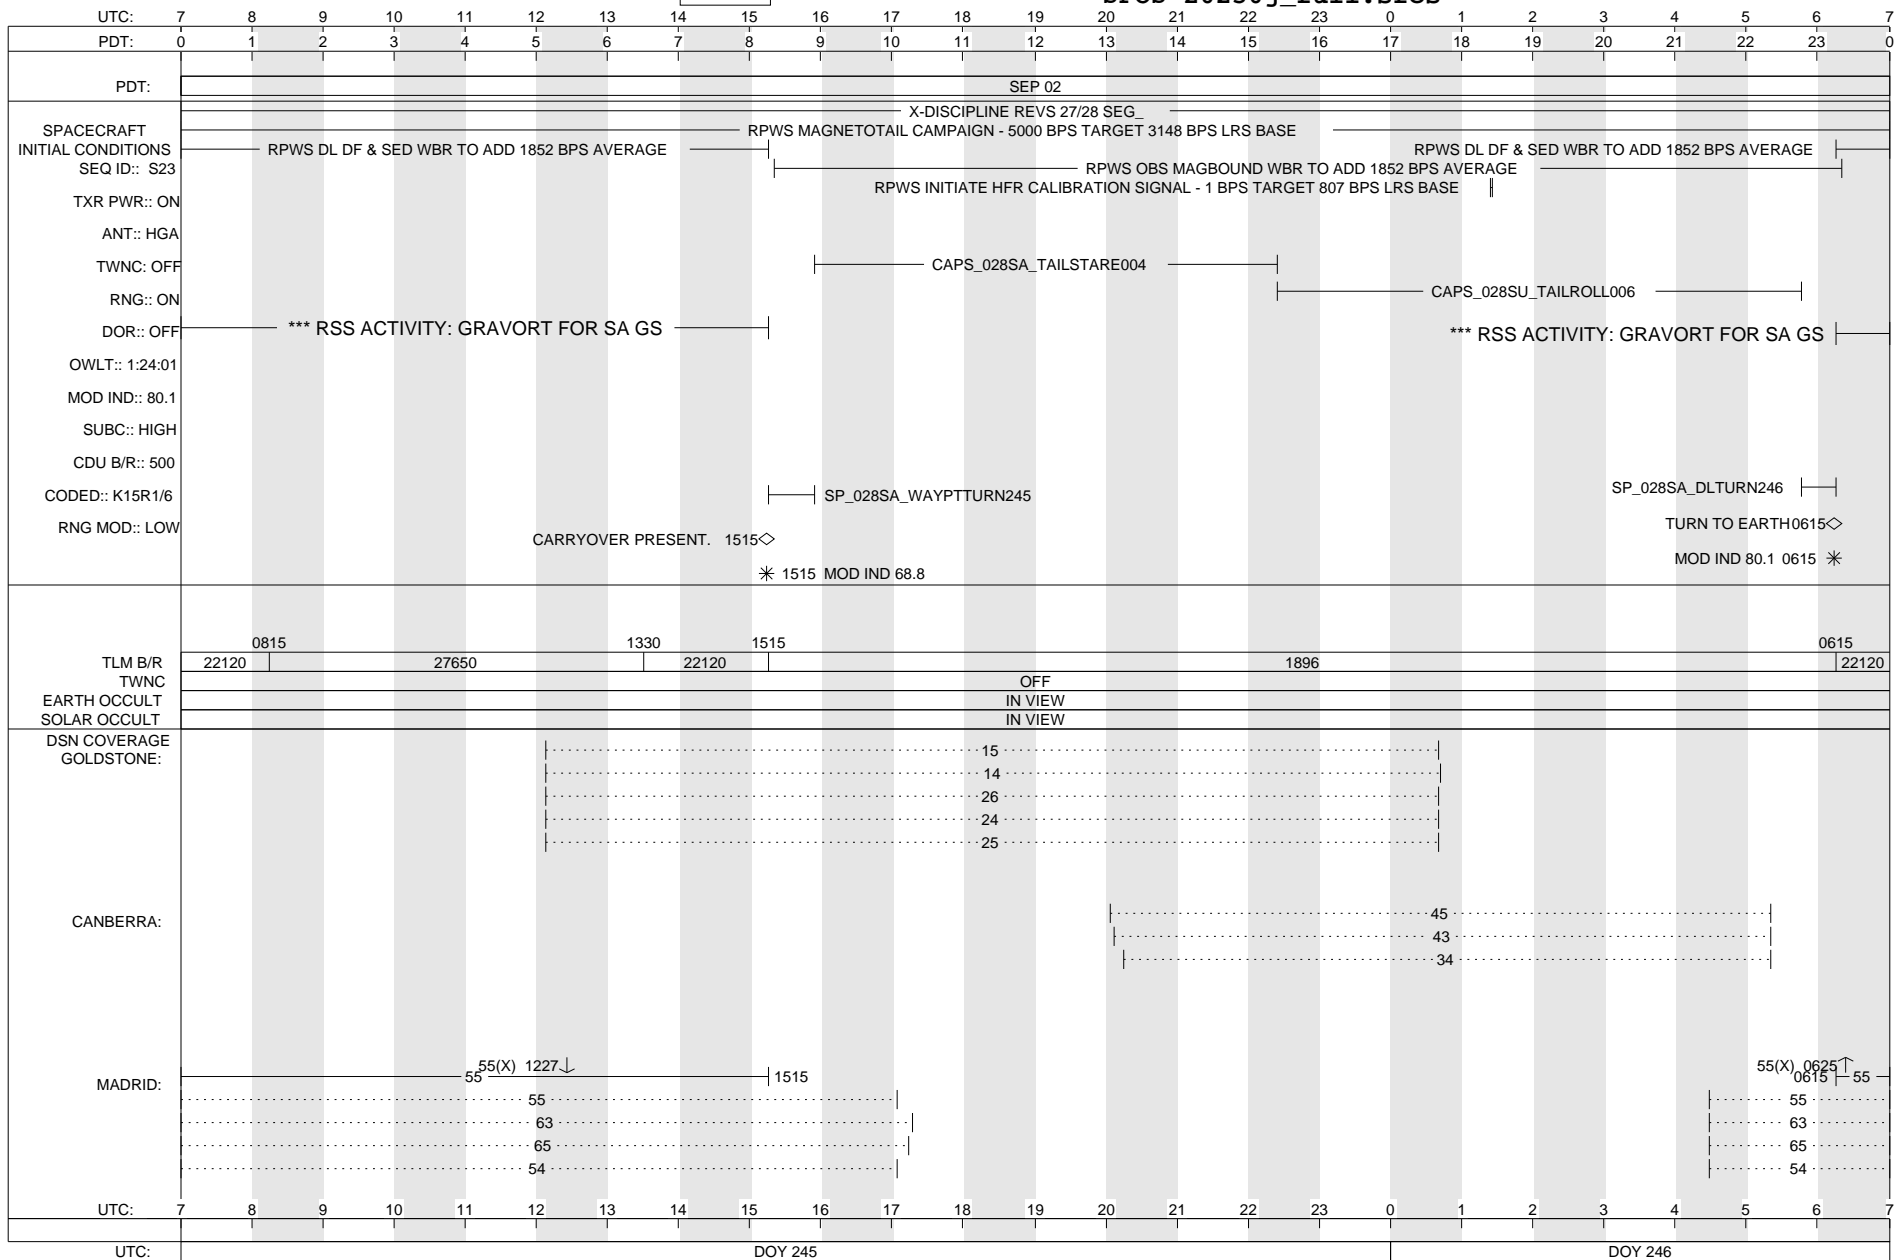 UTC: 7 8 9 10 11 12 13 14 15 16 17 18 19 20 21 22 23 0 1 2 3 4 5 6 7
PDT: 0 1 2 3 4 5 6 7 8 9 10 11 12 13 14 15 16 17 18 19 20 21 22 23 0
PDT: SEP 02
X-DISCIPLINE REVS 27/28 SEG_
SPACECRAFT RPWS MAGNETOTAIL CAMPAIGN - 5000 BPS TARGET 3148 BPS LRS BASE
INITIAL CONDITIONS RPWS DL DF & SED WBR TO ADD 1852 BPS AVERAGE RPWS DL DF & SED WBR TO ADD 1852 BPS AVERAGE
SEQ ID:: S23 RPWS OBS MAGBOUND WBR TO ADD 1852 BPS AVERAGE
RPWS INITIATE HFR CALIBRATION SIGNAL - 1 BPS TARGET 807 BPS LRS BASE
TXR PWR:: ON
ANT:: HGA
TWNC: OFF CAPS_028SA_TAILSTARE004
RNG:: ON CAPS_028SU_TAILROLL006
DOR:: OFF *** RSS ACTIVITY: GRAVORT FOR SA GS *** RSS ACTIVITY: GRAVORT FOR SA GS
OWLT:: 1:24:01
MOD IND:: 80.1
SUBC:: HIGH
CDU B/R:: 500
CODED:: K15R1/6 SP_028SA_WAYPTTURN245 SP_028SA_DLTURN246
RNG MOD:: LOW TURN TO EARTH 0615
CARRYOVER PRESENT. 1515
MOD IND 80.1 0615
1515 MOD IND 68.8
0815 1330 1515 0615
TLM B/R 22120 27650 22120 1896 22120
TWNC OFF
EARTH OCCULT IN VIEW
SOLAR OCCULT IN VIEW
DSN COVERAGE
GOLDSTONE: 15
14
26
24
25
CANBERRA: 45
43
34
55(X) 1227 55(X) 0625
MADRID: 55 1515 0615 55
55 55
63 63
65 65
54 54
UTC: 7 8 9 10 11 12 13 14 15 16 17 18 19 20 21 22 23 0 1 2 3 4 5 6 7
UTC: DOY 245 DOY 246